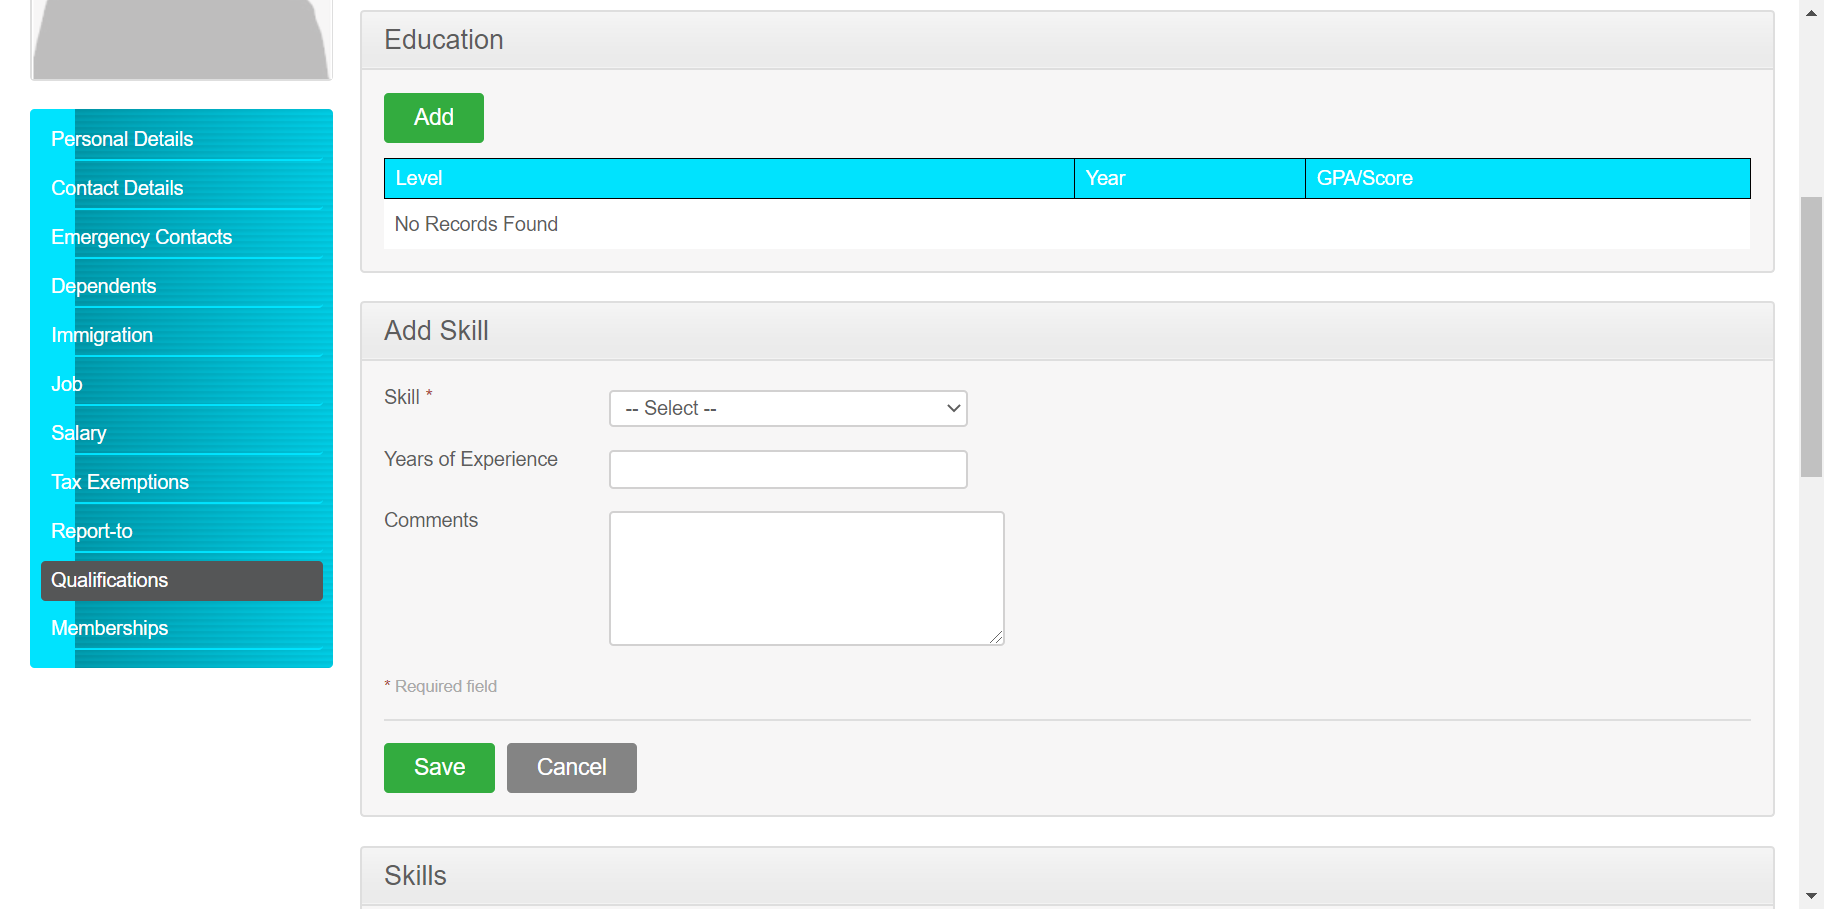 Personal Details
Contact Details
Emergency Contacts
Dependents
Immigration
Job
Salary
Tax Exemptions
Report-to
Qualifications
Memberships
Education
Add
Level Year GPA/Score
No Records Found
Add Skill
Skill *
-- Select --
Years of Experience
Comments
* Required field
Save Cancel
Skills